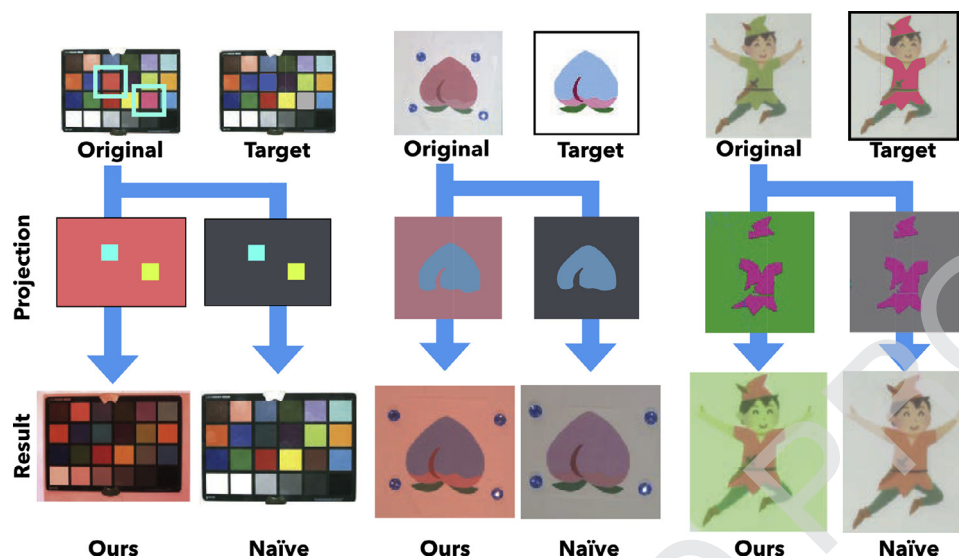 Original Target Original Target Original Target
Projection
Result
Ours Naïve Ours Naïve Ours Naïve